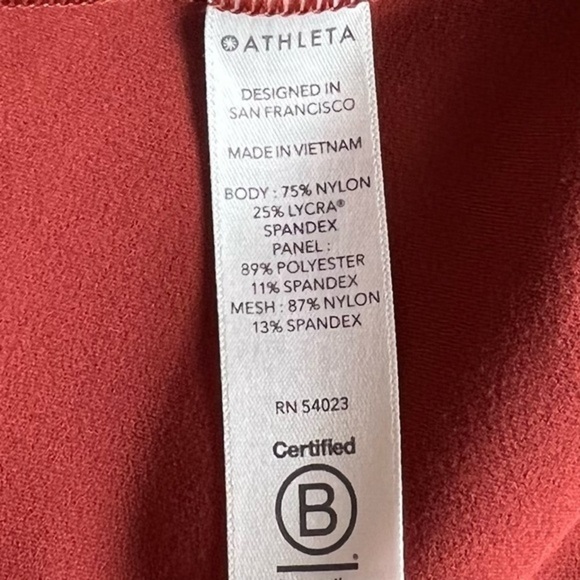 ATHLETA
DESIGNED IN
SAN FRANCISCO
MADE IN VIETNAM
BODY : 75% NYLON
25% LYCRA®
SPANDEX
PANEL :
89% POLYESTER
11% SPANDEX
MESH : 87% NYLON
13% SPANDEX
RN 54023
Certified
B